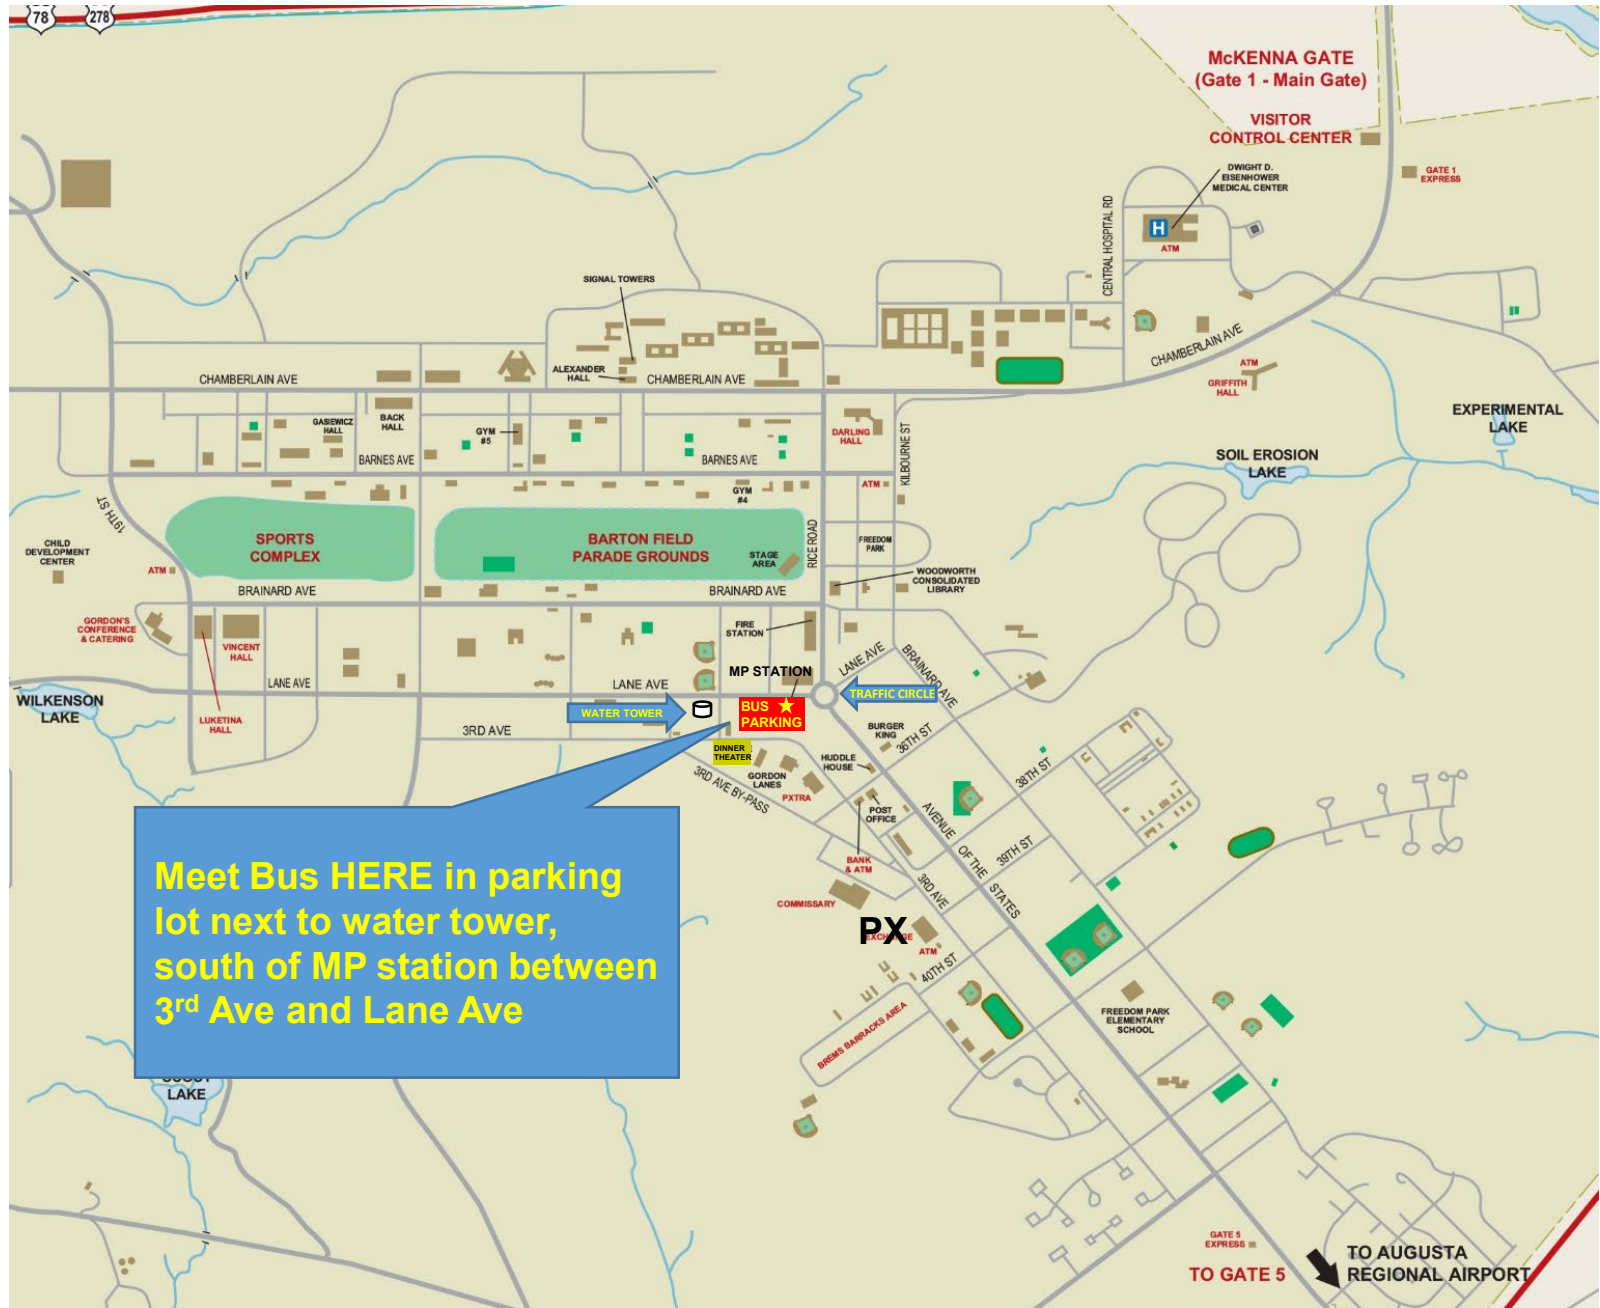 78
278
McKENNA GATE
(Gate 1 - Main Gate)
VISITOR
CONTROL CENTER
DWIGHT D.
EISENHOWER
MEDICAL CENTER
GATE 1
EXPRESS
H
ATM
CENTRAL HOSPITAL RD
SIGNAL TOWERS
ALEXANDER
HALL
CHAMBERLAIN AVE
CHAMBERLAIN AVE
CHAMBERLAIN AVE
ATM
GRIFFITH
HALL
EXPERIMENTAL
LAKE
SOIL EROSION
LAKE
GASIEWICZ
HALL
BACK
HALL
GYM
#5
DARLING
HALL
KILBOURNE ST
BARNES AVE
BARNES AVE
GYM
#4
ATM
19TH ST
CHILD
DEVELOPMENT
CENTER
ATM
SPORTS
COMPLEX
BARTON FIELD
PARADE GROUNDS
STAGE
AREA
RICE ROAD
FREEDOM
PARK
WOODWORTH
CONSOLIDATED
LIBRARY
BRAINARD AVE
BRAINARD AVE
GORDON'S
CONFERENCE
& CATERING
VINCENT
HALL
FIRE
STATION
LANE AVE
BRAINARD AVE
MP STATION
LANE AVE
LANE AVE
WILKENSON
LAKE
LUKETINA
HALL
TRAFFIC CIRCLE
WATER TOWER
BUS
PARKING
3RD AVE
BURGER
KING
36TH ST
DINNER
THEATER
GORDON
LANES
HUDDLE
HOUSE
3RD AVE BY-PASS
PXTRA
38TH ST
POST
OFFICE
AVENUE OF THE STATES
39TH ST
BANK
& ATM
3RD AVE
COMMISSARY
PX
EXCHANGE
ATM
40TH ST
Meet Bus HERE in parking
lot next to water tower,
south of MP station between
3rd Ave and Lane Ave
BREMS BARRACKS AREA
FREEDOM PARK
ELEMENTARY
SCHOOL
LAKE
GATE 5
EXPRESS
TO GATE 5
TO AUGUSTA
REGIONAL AIRPORT